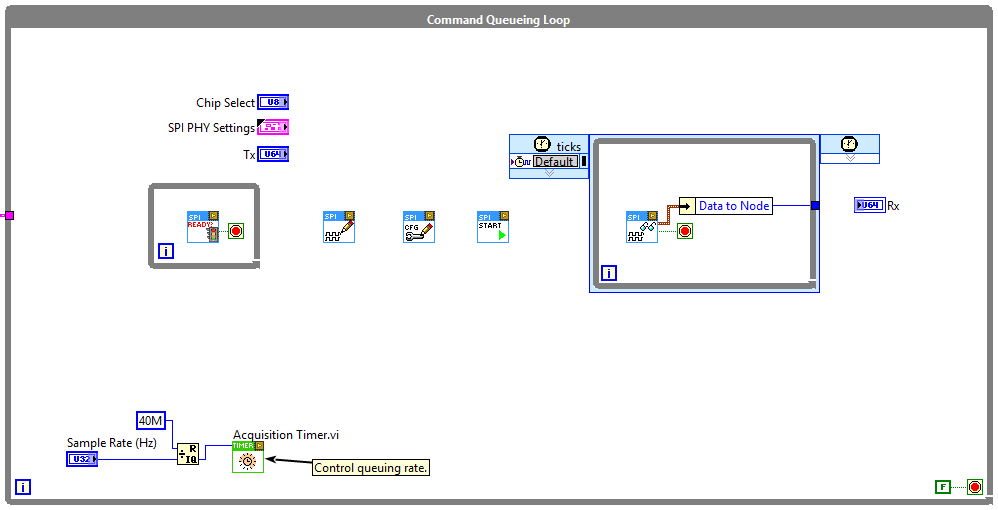 Command Queueing Loop
Chip Select U8
SPI PHY Settings
Tx U64
ticks
Default
SPI
READY
i
SPI
SPI
CFG
SPI
START
SPI
Data to Node
i
U64 Rx
40M
Sample Rate (Hz)
U32
R
IQ
Acquisition Timer.vi
TIMER
Control queuing rate.
i
F